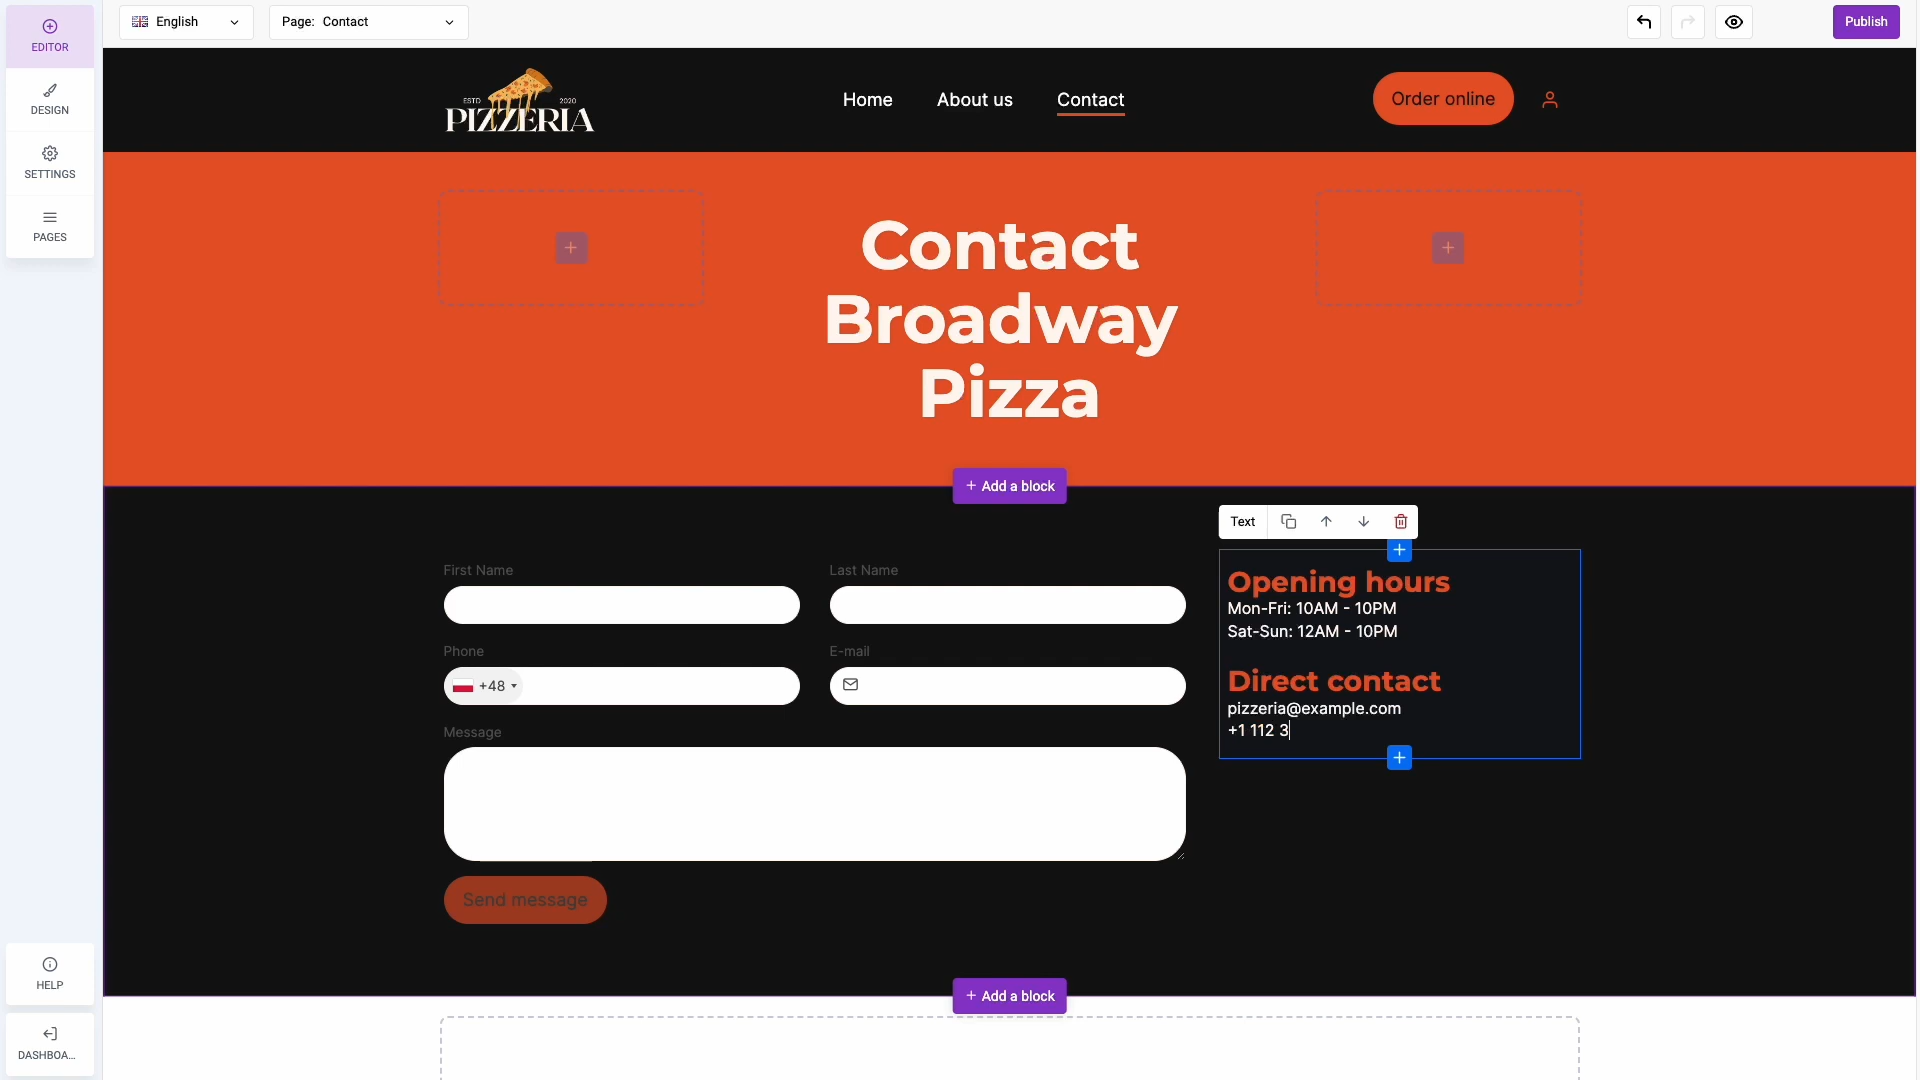 EDITOR
DESIGN
SETTINGS
PAGES
HELP
DASHBOA...
English
Page: Contact
Publish
ESTD 2020
PIZZERIA
Home
About us
Contact
Order online
Contact
Broadway
Pizza
+ Add a block
Text
First Name
Last Name
Phone
E-mail
+48
Message
Send message
Opening hours
Mon-Fri: 10AM - 10PM
Sat-Sun: 12AM - 10PM
Direct contact
pizzeria@example.com
+1 112 3
+ Add a block